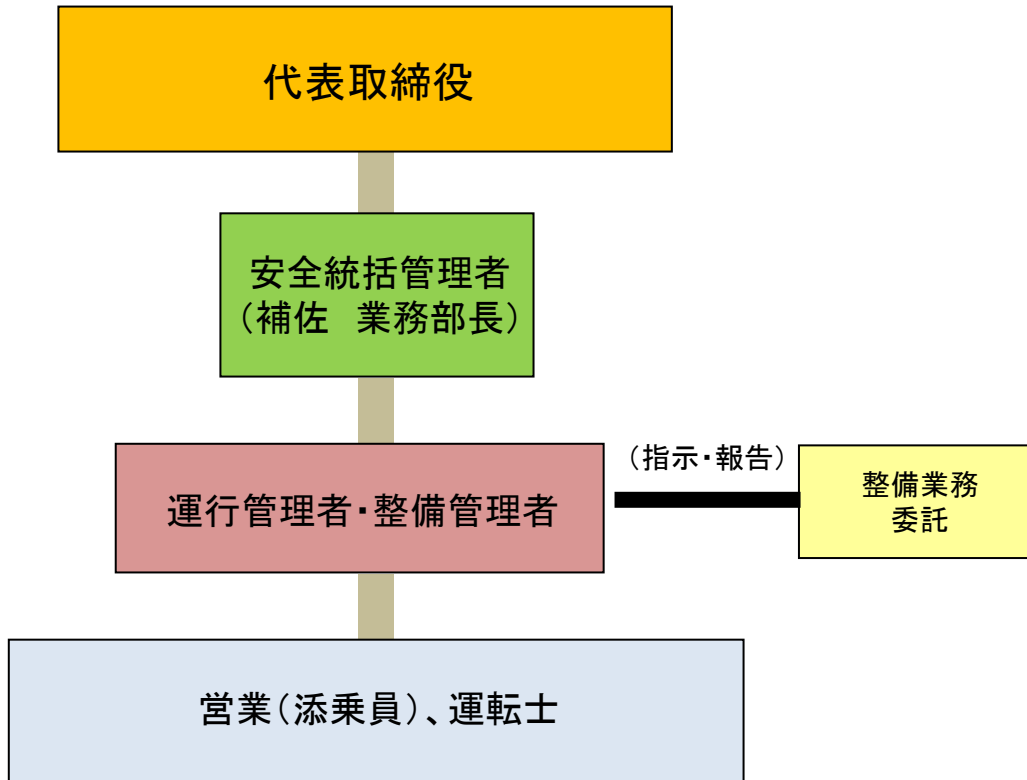 代表取締役
安全統括管理者
（補佐　業務部長）
運行管理者・整備管理者
（指示・報告）
整備業務
委託
営業（添乗員）、運転士